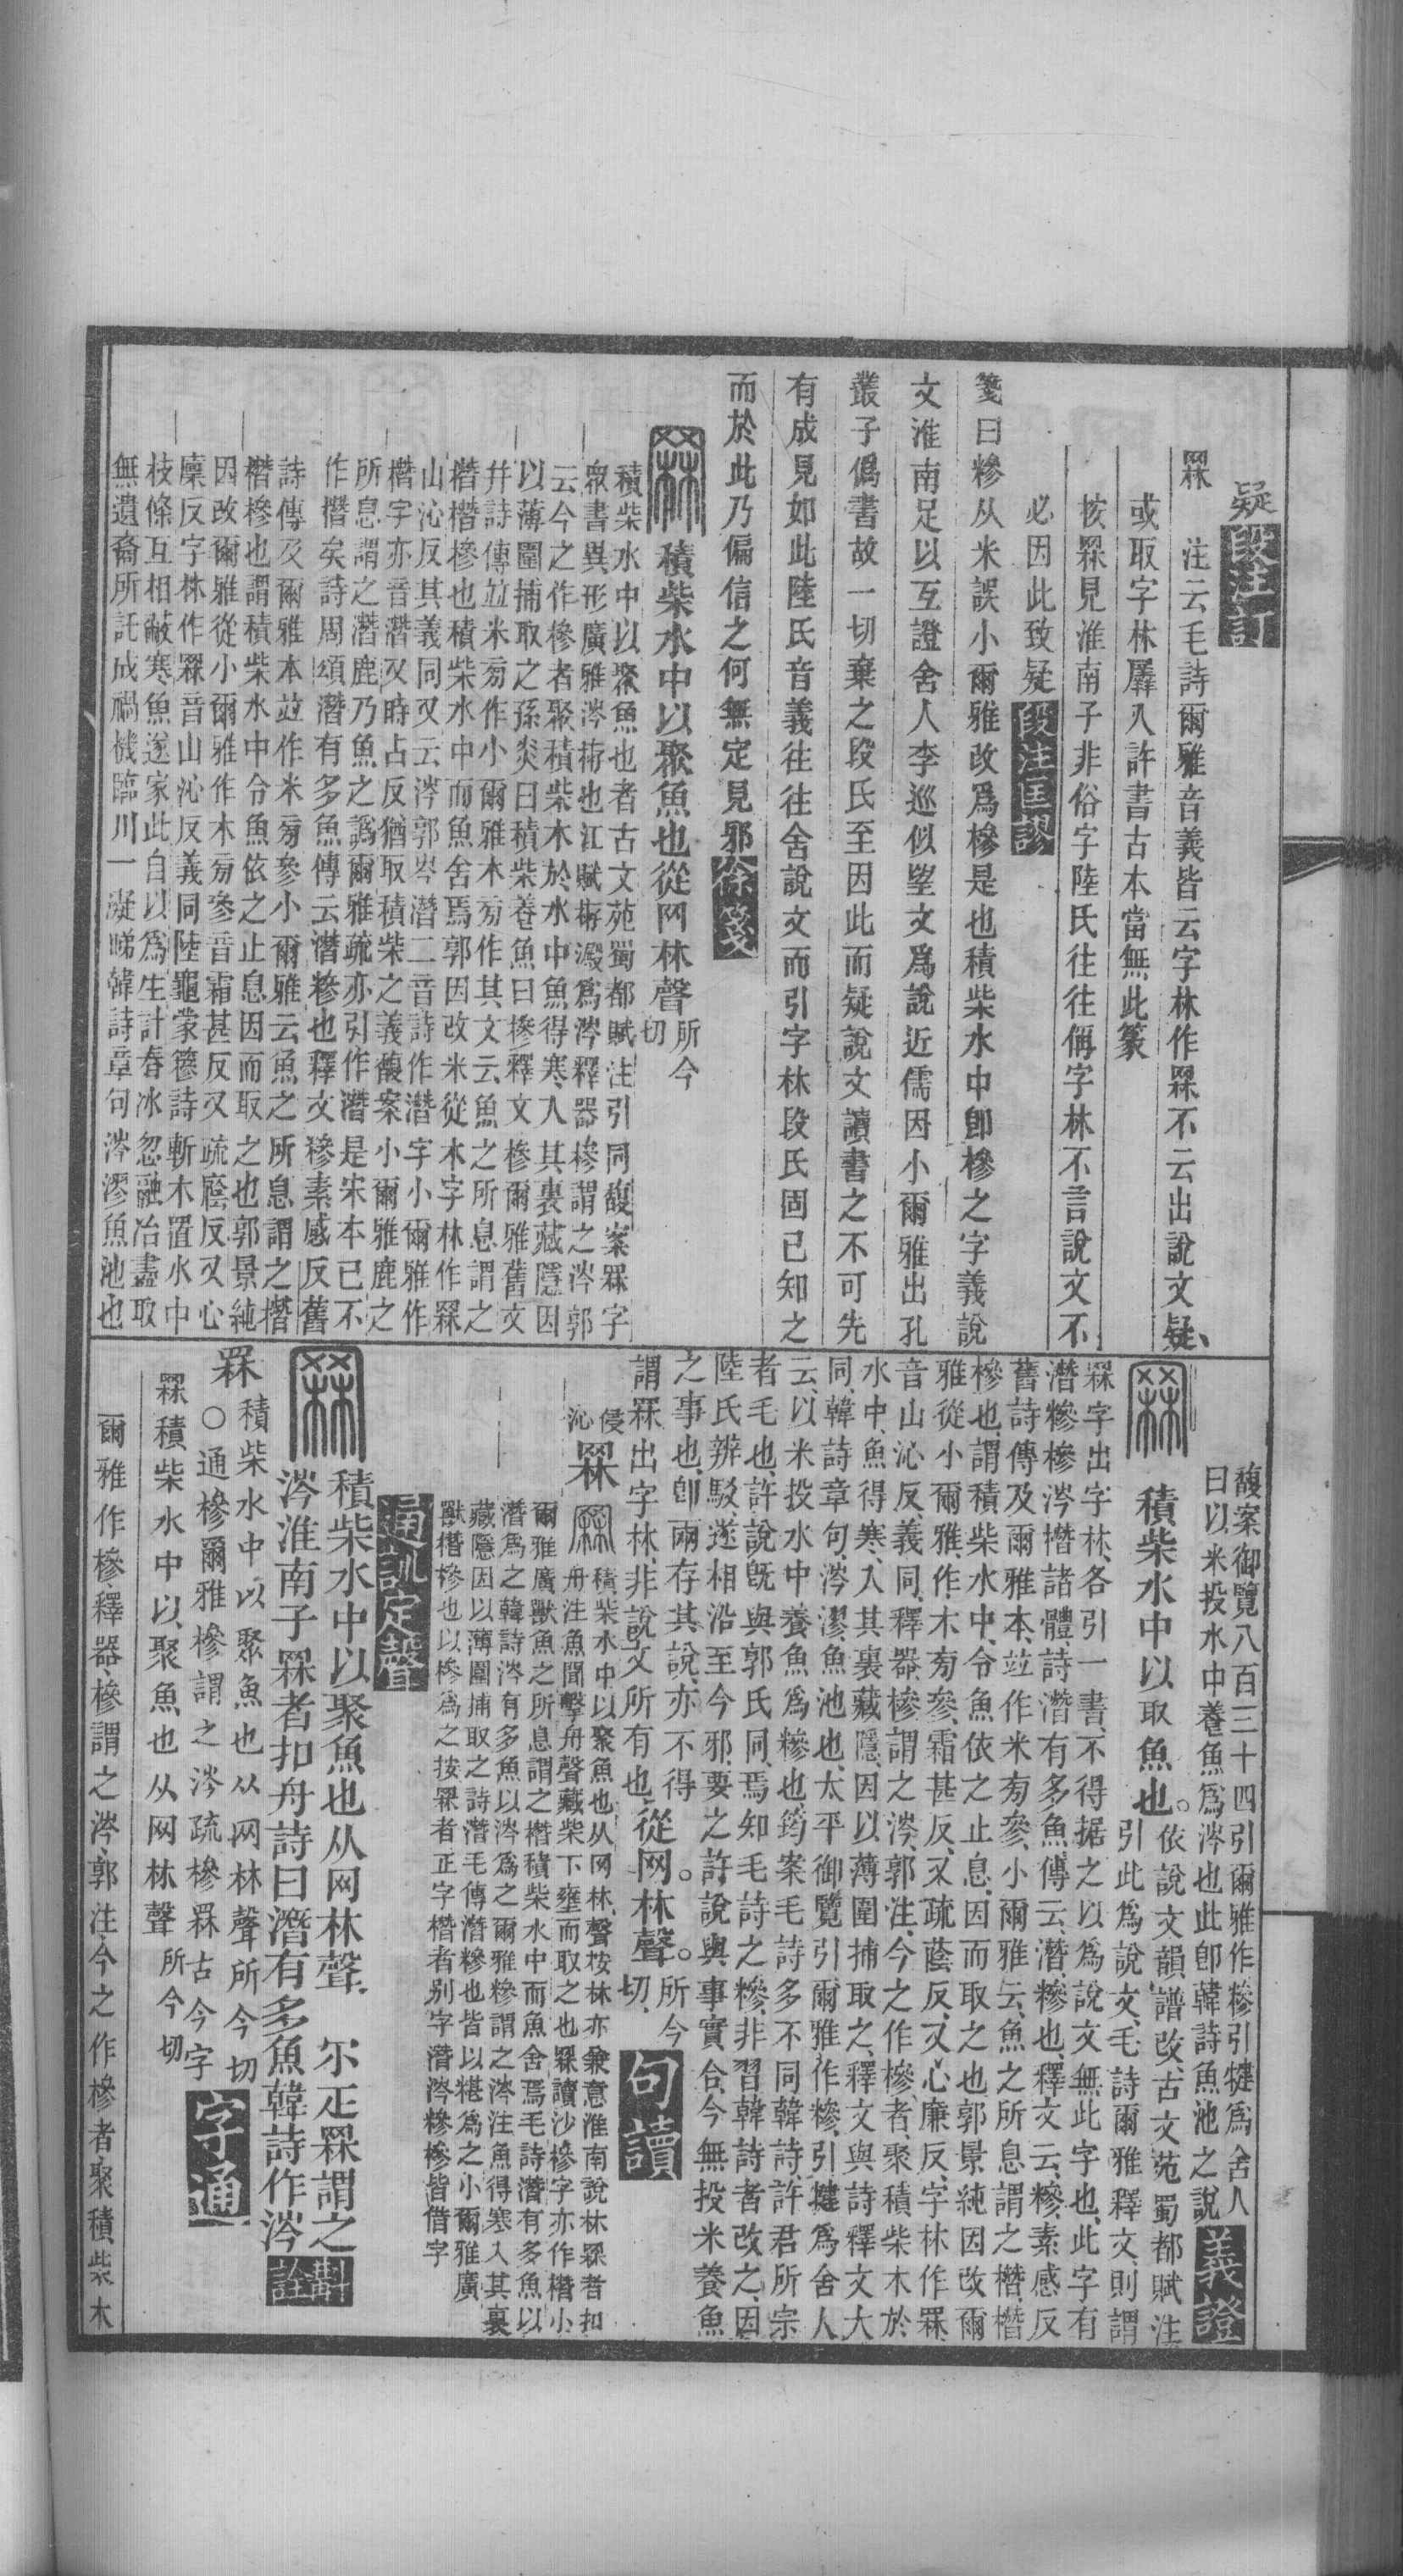 疑段注訂
罧　注云毛詩爾雅音義皆云字林作罧不云出說文疑
或取字林羼入許書古本當無此篆
核罧見淮南子非俗字陸氏往往偁字林不言說文不
必因此致疑段注匡謬
箋曰糝从米誤小爾雅改爲槮是也積柴水中卽槮之字義說
文淮南足以互證舍人李巡似望文爲說近儒因小爾雅出孔
叢子僞書故一切棄之段氏至因此而疑說文讀書之不可先
有成見如此陸氏音義往往舍說文而引字林段氏固已知之
而於此乃偏信之何無定見邪徐箋
積柴水中以聚魚也從网林聲所今切
積柴水中以聚魚也者古文苑蜀都賦注引同馥案罧字
衆書異形廣雅涔栫也江賦栫澱爲涔釋器槮謂之涔郭
云今之作槮者聚積柴木於水中魚得寒入其裏藏隱因
以薄圍捕取之孫炎曰積柴養魚曰槮釋文槮爾雅舊文
幷詩傳竝米旁作小爾雅木旁作其文云魚之所息謂之
橬橬槮也積柴水中而魚舍焉郭因改米從木字林作罧
山沁反其義同又云涔郭岑潛二音詩作潛字小爾雅作
橬字亦音潛又時占反猶取積柴之義馥案小爾雅鹿之
所息謂之潛鹿乃魚之譌爾雅疏亦引作潛是宋本已不
作橬矣詩周頌潛有多魚傳云潛糝也釋文糝素感反舊
詩傳及爾雅本竝作米旁參小爾雅云魚之所息謂之橬
橬槮也謂積柴水中令魚依之止息因而取之也郭景純
因改爾雅從小爾雅作木旁參音霜甚反又疏廕反又心
廩反字林作罧音山沁反義同陸龜蒙籪詩斬木置水中
枝條互相蔽寒魚遂家此自以爲生計春冰忽融冶盡取
無遺裔所託成禍機臨川一凝睇韓詩章句涔漻魚池也
馥案御覽八百三十四引爾雅作糝引犍爲舍人
曰以米投水中養魚爲涔也此卽韓詩魚池之說義證
積柴水中以取魚也。依說文韻譜改古文苑蜀都賦注
引此爲說文毛詩爾雅釋文則謂
罧字出字林各引一書不得据之以爲說文無此字也此字有
潛糝槮涔橬諸體詩潛有多魚傳云潛糝也釋文云糝素感反
舊詩傳及爾雅本竝作米旁參小爾雅云魚之所息謂之橬橬
槮也謂積柴水中令魚依之止息因而取之也郭景純因改爾
雅從小爾雅作木旁參霜甚反又疏蔭反又心廉反字林作罧
音山沁反義同釋器槮謂之涔郭注今之作槮者聚積柴木於
水中魚得寒入其裏藏隱因以薄圍捕取之釋文與詩釋文大
同韓詩章句涔漻魚池也太平御覽引爾雅作糝引犍爲舍人
云以米投水中養魚爲糝也筠案毛詩多不同韓詩許君所宗
者毛也許說旣與郭氏同焉知毛詩之糝非習韓詩者改之因
陸氏辨駁遂相沿至今邪要之許說與事實合今無投米養魚
之事也卽兩存其說亦不得
謂罧出字林非說文所有也從网林聲。所今切句讀
侵沁罧積柴水中以聚魚也从网林聲按林亦兼意淮南說林罧者扣
舟注魚聞擊舟聲藏柴下壅而取之也罧讀沙糝字亦作橬小
爾雅廣獸魚之所息謂之橬積柴水中而魚舍焉毛詩潛有多魚以
潛爲之韓詩涔有多魚以涔爲之爾雅糝謂之涔注魚得寒入其裏
藏隱因以薄圍捕取之詩潛毛傳潛糝也皆以糂爲之小爾雅廣
獸橬槮也以槮爲之按罧者正字橬者別字潛涔糝槮皆借字
通訓定聲
積柴水中以聚魚也从网林聲　尔疋罧謂之
涔淮南子罧者扣舟詩曰潛有多魚韓詩作涔斠詮
罧積柴水中以聚魚也从网林聲所今切
○通槮爾雅槮謂之涔疏槮罧古今字字通
罧積柴水中以聚魚也从网林聲所今切
爾雅作槮釋器槮謂之涔郭注今之作槮者聚積柴木